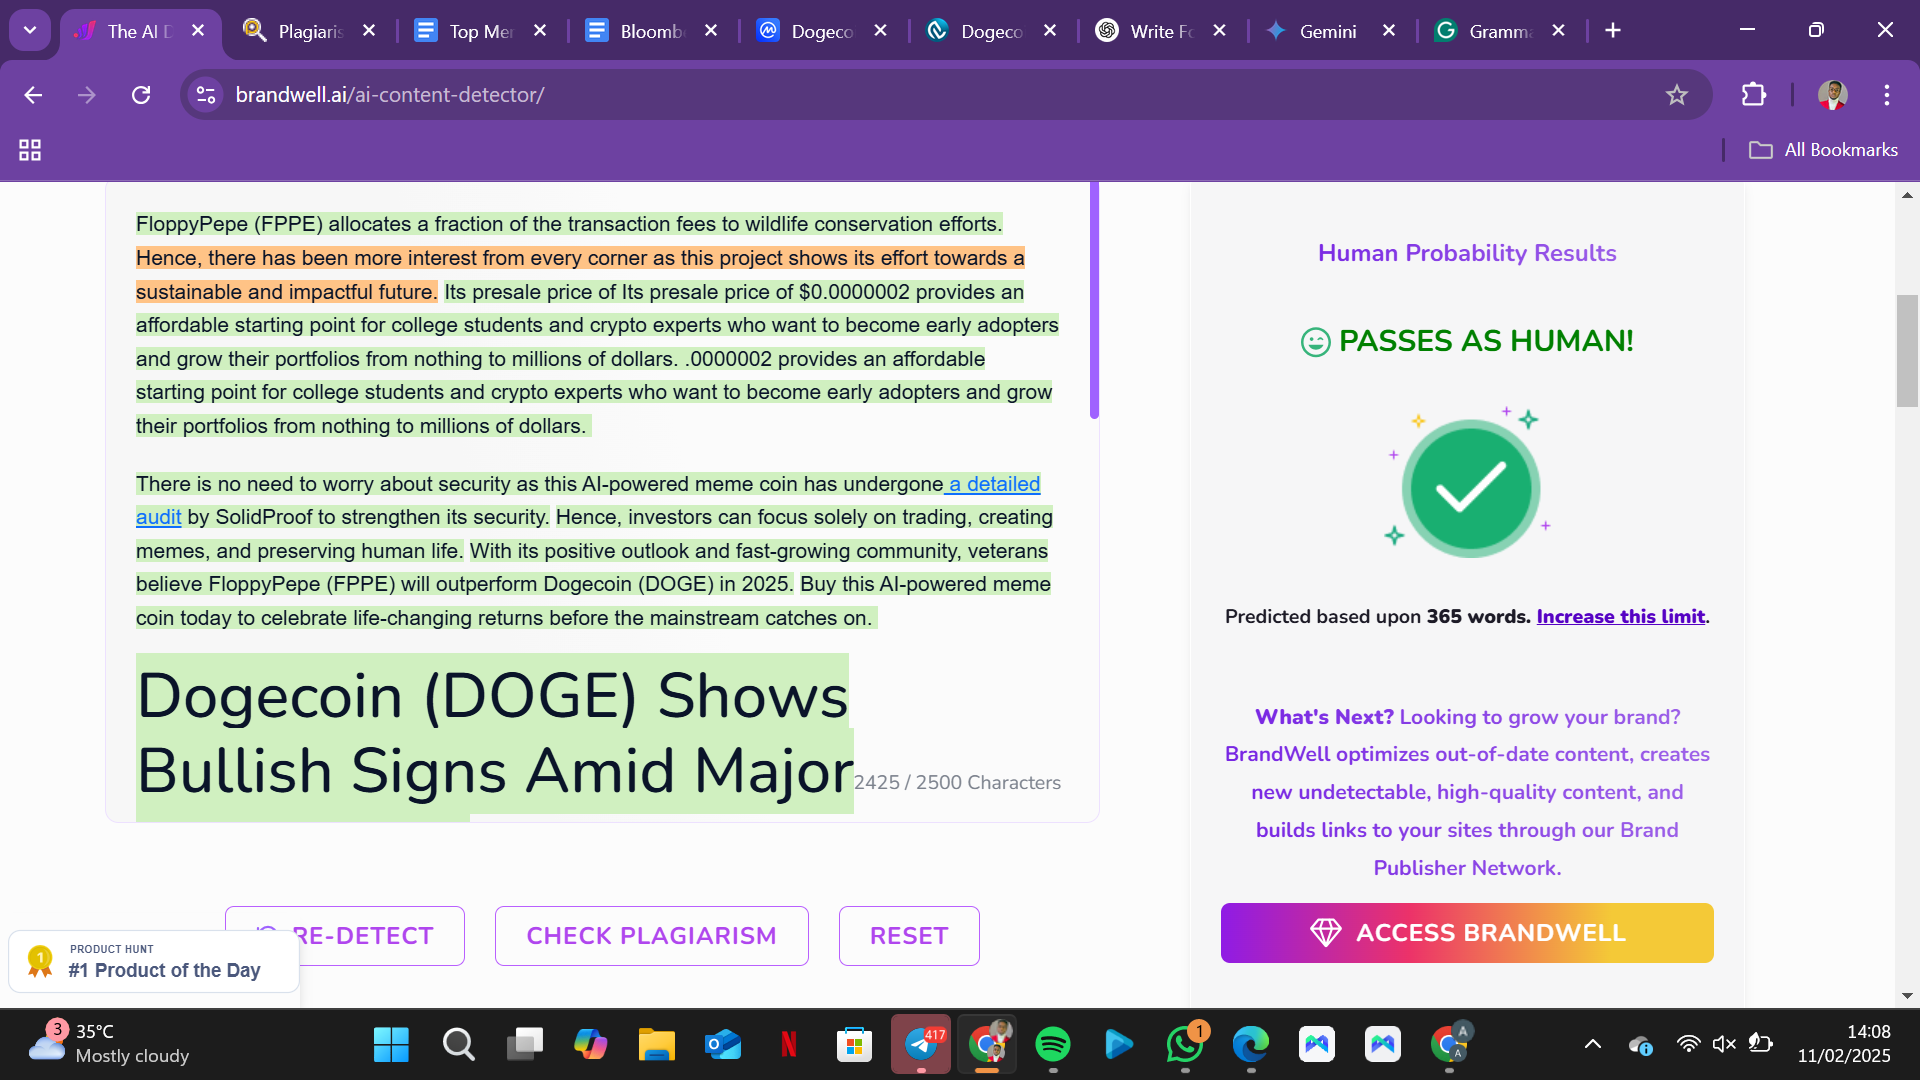 The AI D
Plagiaris
Top Mer
Bloomb
Dogeco
Dogeco
Write Fo
Gemini
Gramma
brandwell.ai/ai-content-detector/
All Bookmarks
FloppyPepe (FPPE) allocates a fraction of the transaction fees to wildlife conservation efforts.
Hence, there has been more interest from every corner as this project shows its effort towards a
sustainable and impactful future. Its presale price of Its presale price of $0.0000002 provides an
affordable starting point for college students and crypto experts who want to become early adopters
and grow their portfolios from nothing to millions of dollars. .0000002 provides an affordable
starting point for college students and crypto experts who want to become early adopters and grow
their portfolios from nothing to millions of dollars.
There is no need to worry about security as this AI-powered meme coin has undergone a detailed
audit by SolidProof to strengthen its security. Hence, investors can focus solely on trading, creating
memes, and preserving human life. With its positive outlook and fast-growing community, veterans
believe FloppyPepe (FPPE) will outperform Dogecoin (DOGE) in 2025. Buy this AI-powered meme
coin today to celebrate life-changing returns before the mainstream catches on.
Dogecoin (DOGE) Shows
Bullish Signs Amid Major
2425 / 2500 Characters
RE-DETECT
CHECK PLAGIARISM
RESET
PRODUCT HUNT
#1 Product of the Day
Human Probability Results
PASSES AS HUMAN!
Predicted based upon 365 words. Increase this limit.
What's Next? Looking to grow your brand?
BrandWell optimizes out-of-date content, creates
new undetectable, high-quality content, and
builds links to your sites through our Brand
Publisher Network.
ACCESS BRANDWELL
3
35°C
Mostly cloudy
417
1
14:08
11/02/2025